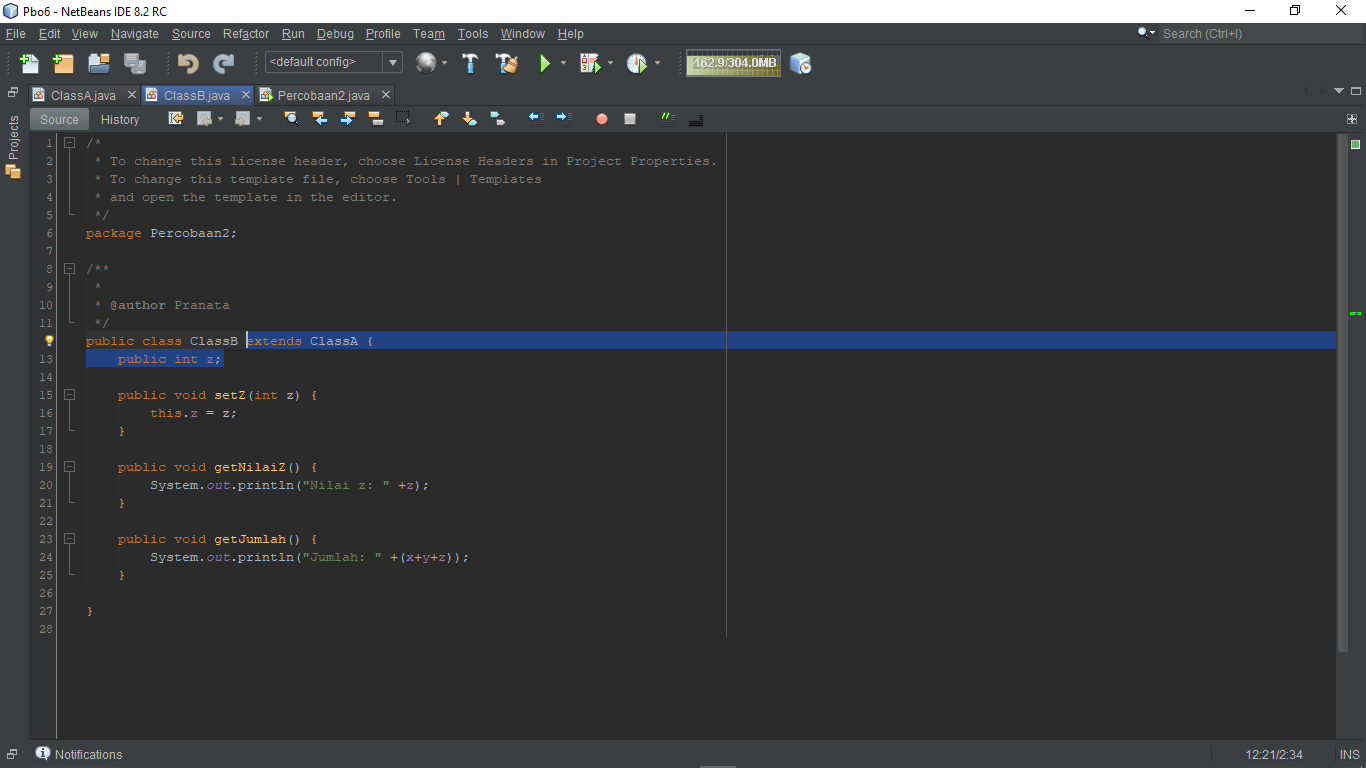 Pbo6 - NetBeans IDE 8.2 RC
File Edit View Navigate Source Refactor Run Debug Profile Team Tools Window Help
Search (Ctrl+I)
<default config>
162.9/304.0MB
ClassA.java
ClassB.java
Percobaan2.java
Source History
Projects
1 /*
2 * To change this license header, choose License Headers in Project Properties.
3 * To change this template file, choose Tools | Templates
4 * and open the template in the editor.
5 */
6 package Percobaan2;
7
8 /**
9 *
10 * @author Pranata
11 */
public class ClassB extends ClassA {
13 public int z;
14
15 public void setZ(int z) {
16 this.z = z;
17 }
18
19 public void getNilaiZ() {
20 System.out.println("Nilai z: " +z);
21 }
22
23 public void getJumlah() {
24 System.out.println("Jumlah: " +(x+y+z));
25 }
26
27 }
28
Notifications
12:21/2:34
INS